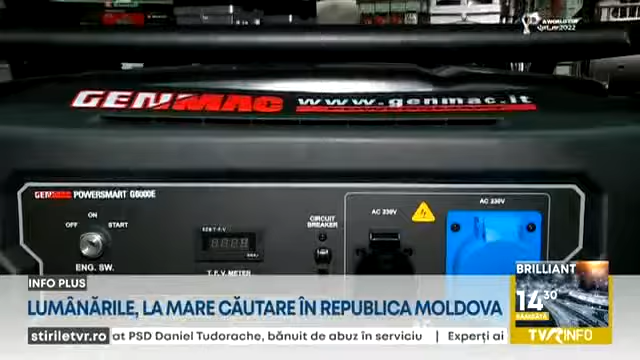 GENMAC www.genmac.it
GENMAC POWERSMART G6000E
ON
OFF
START
ENG. SW.
T.F.V. METER
CIRCUIT
BREAKER
AC 230V
AC 230V
INFO PLUS
LUMÂNĂRILE, LA MARE CĂUTARE ÎN REPUBLICA MOLDOVA
stiriletvr.ro
at PSD Daniel Tudorache, bănuit de abuz în serviciu | Experți ai
BRILLIANT
14:30
SÂMBĂTĂ
TVR INFO